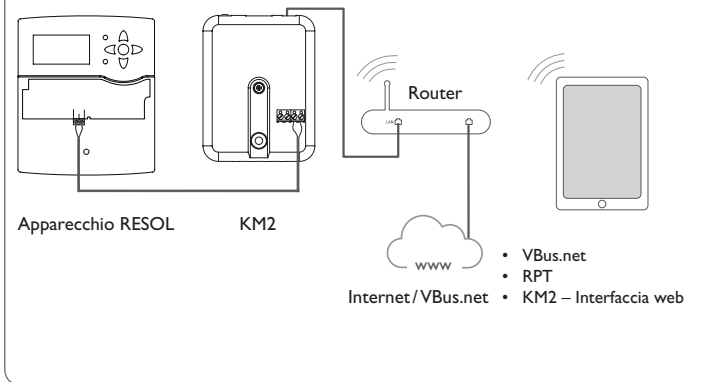 Router
LAN
Apparecchio RESOL
KM2
www
Internet/VBus.net
• VBus.net
• RPT
• KM2 – Interfaccia web